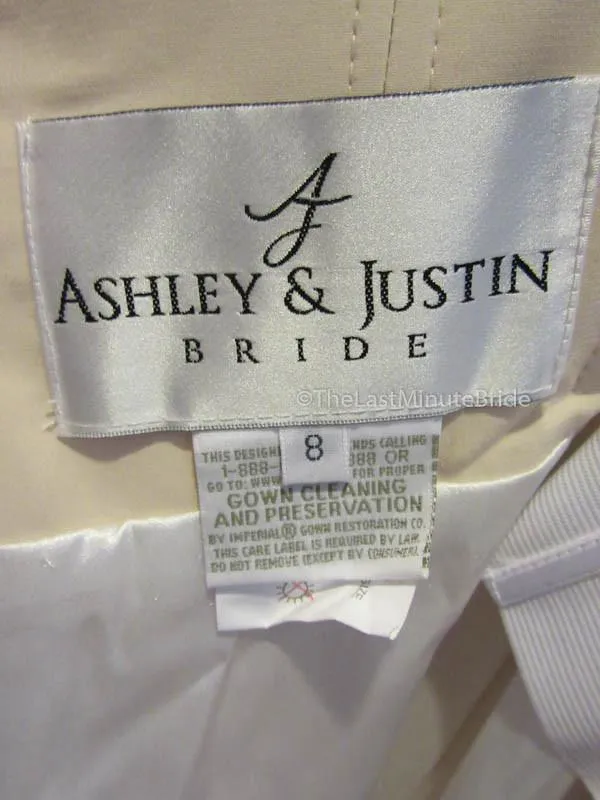 AJ
ASHLEY & JUSTIN
BRIDE
©TheLastMinuteBride
8
THIS DESIGN NDS CALLING
1-888- 888 OR
GO TO: WWW FOR PROPER
GOWN CLEANING
AND PRESERVATION
BY IMPERIAL® GOWN RESTORATION CO.
THIS CARE LABEL IS REQUIRED BY LAW.
DO NOT REMOVE (EXCEPT BY CONSUMER).